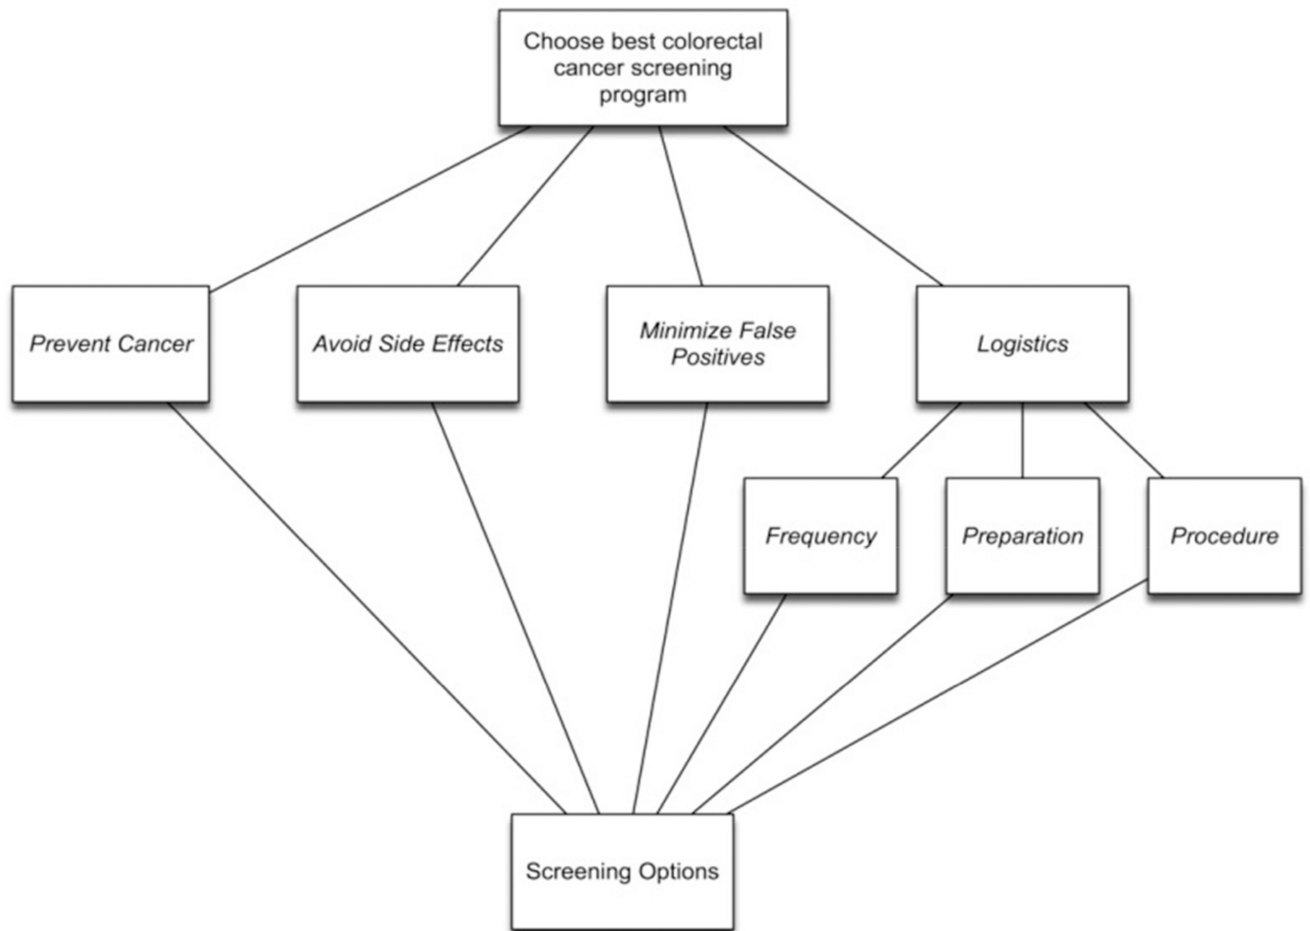 Choose best colorectal
cancer screening
program
Prevent Cancer
Avoid Side Effects
Minimize False
Positives
Logistics
Frequency
Preparation
Procedure
Screening Options